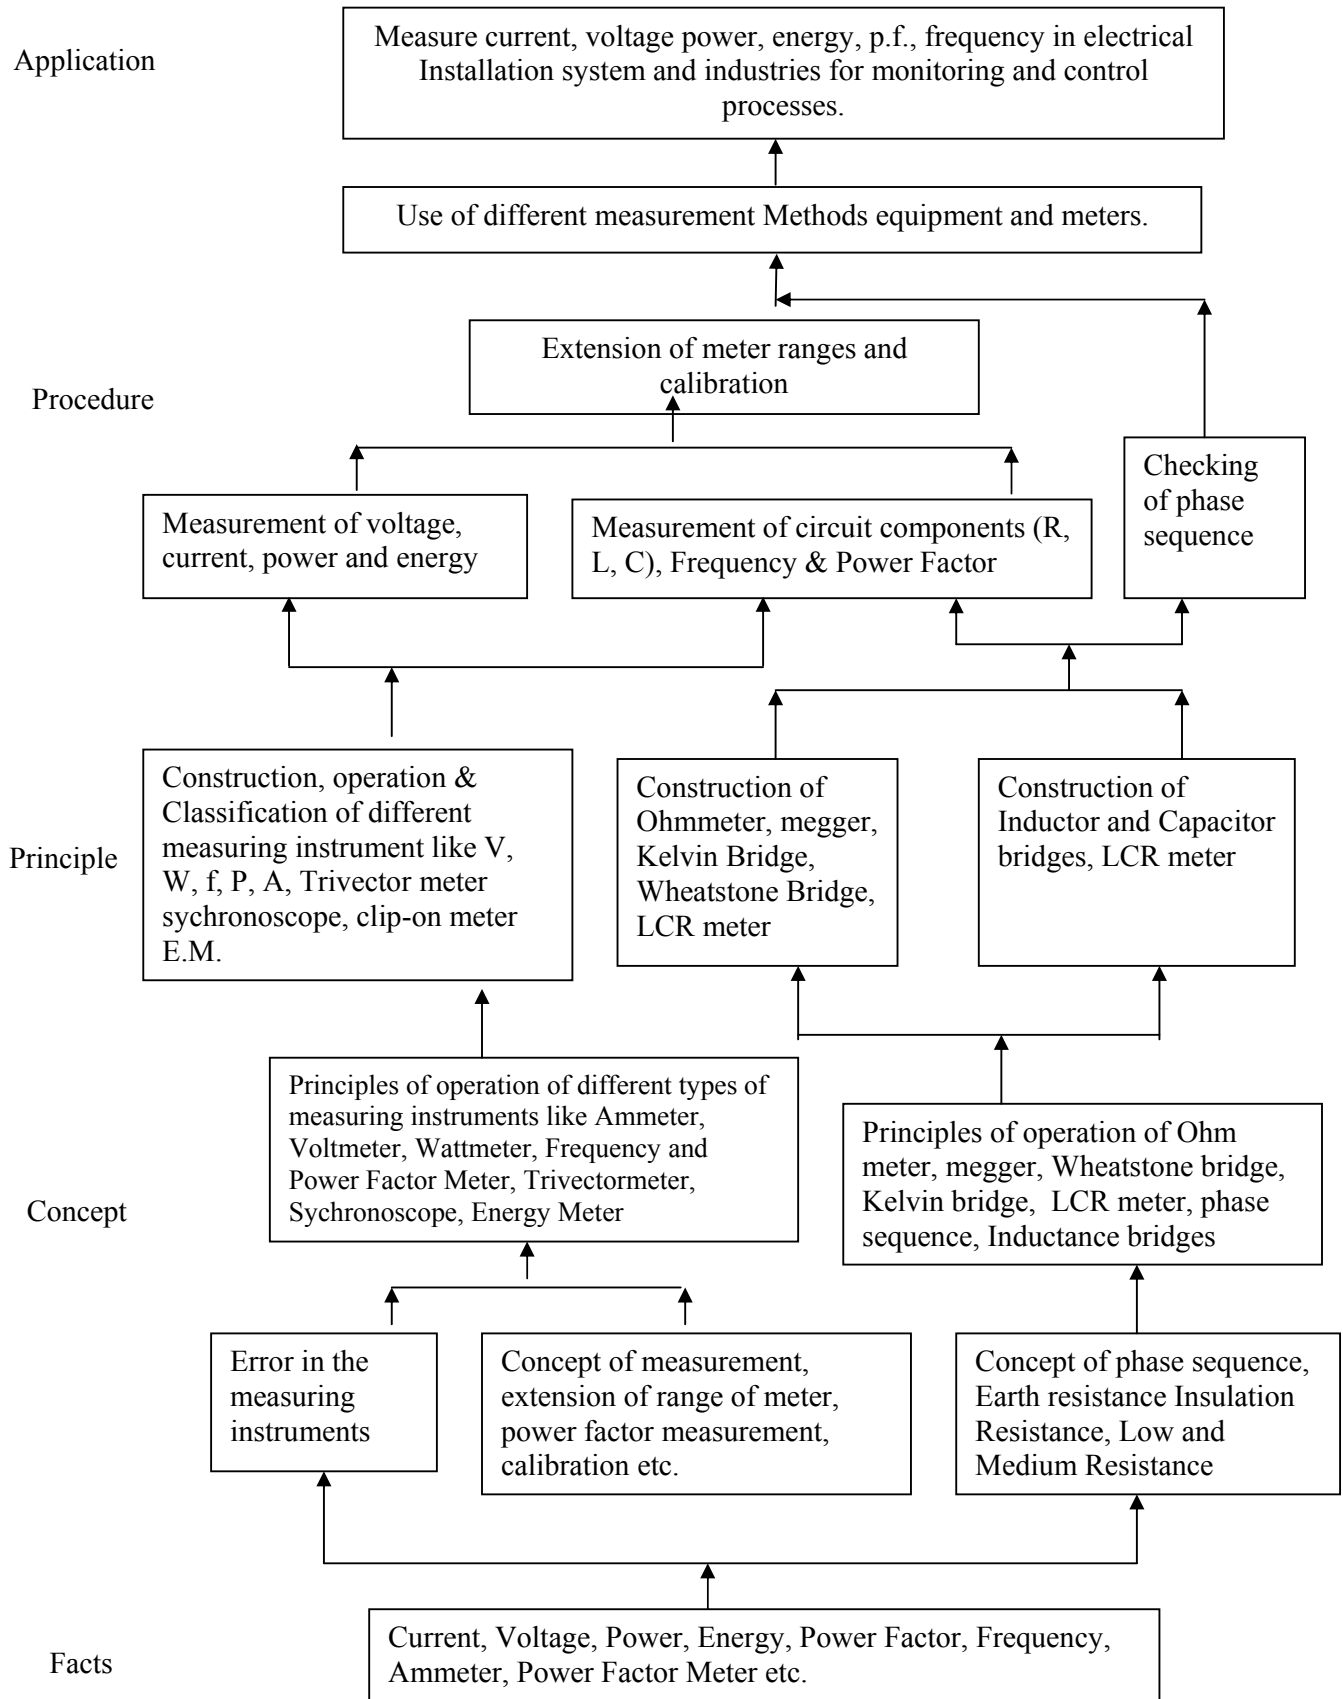 Application
Measure current, voltage power, energy, p.f., frequency in electrical
Installation system and industries for monitoring and control
processes.
Use of different measurement Methods equipment and meters.
Procedure
Extension of meter ranges and
calibration
Checking
of phase
sequence
Measurement of voltage,
current, power and energy
Measurement of circuit components (R,
L, C), Frequency & Power Factor
Principle
Construction, operation &
Classification of different
measuring instrument like V,
W, f, P, A, Trivector meter
sychronoscope, clip-on meter
E.M.
Construction of
Ohmmeter, megger,
Kelvin Bridge,
Wheatstone Bridge,
LCR meter
Construction of
Inductor and Capacitor
bridges, LCR meter
Concept
Principles of operation of different types of
measuring instruments like Ammeter,
Voltmeter, Wattmeter, Frequency and
Power Factor Meter, Trivectormeter,
Sychronoscope, Energy Meter
Principles of operation of Ohm
meter, megger, Wheatstone bridge,
Kelvin bridge, LCR meter, phase
sequence, Inductance bridges
Error in the
measuring
instruments
Concept of measurement,
extension of range of meter,
power factor measurement,
calibration etc.
Concept of phase sequence,
Earth resistance Insulation
Resistance, Low and
Medium Resistance
Facts
Current, Voltage, Power, Energy, Power Factor, Frequency,
Ammeter, Power Factor Meter etc.